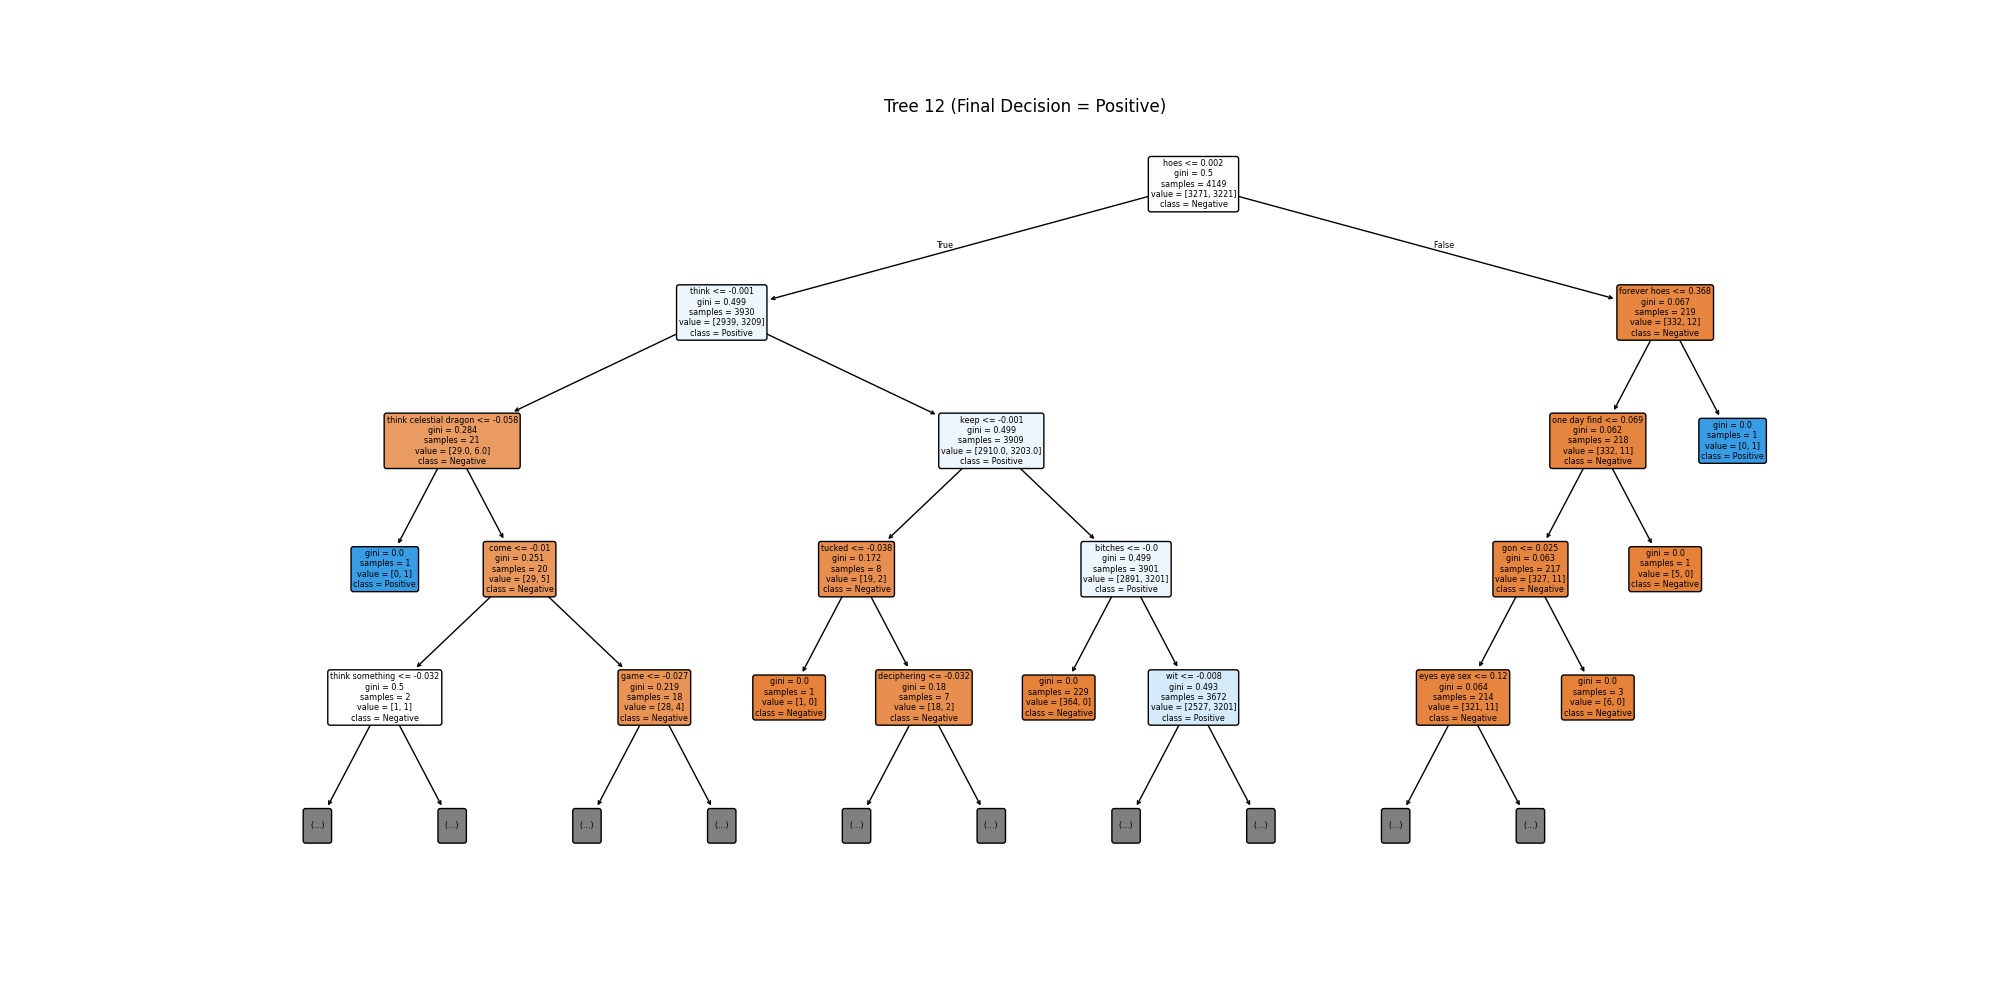 Tree 12 (Final Decision = Positive)
hoes <= 0.002
gini = 0.5
samples = 4149
value = [3271, 3221]
class = Negative
True
False
think <= -0.001
gini = 0.499
samples = 3930
value = [2939, 3209]
class = Positive
forever hoes <= 0.368
gini = 0.067
samples = 219
value = [332, 12]
class = Negative
think celestial dragon <= -0.058
gini = 0.284
samples = 21
value = [29.0, 6.0]
class = Negative
keep <= -0.001
gini = 0.499
samples = 3909
value = [2910.0, 3203.0]
class = Positive
one day find <= 0.069
gini = 0.062
samples = 218
value = [332, 11]
class = Negative
gini = 0.0
samples = 1
value = [0, 1]
class = Positive
gini = 0.0
samples = 1
value = [0, 1]
class = Positive
come <= -0.01
gini = 0.251
samples = 20
value = [29, 5]
class = Negative
tucked <= -0.038
gini = 0.172
samples = 8
value = [19, 2]
class = Negative
bitches <= -0.0
gini = 0.499
samples = 3901
value = [2891, 3201]
class = Positive
gon <= 0.025
gini = 0.063
samples = 217
value = [327, 11]
class = Negative
gini = 0.0
samples = 1
value = [5, 0]
class = Negative
think something <= -0.032
gini = 0.5
samples = 2
value = [1, 1]
class = Negative
game <= -0.027
gini = 0.219
samples = 18
value = [28, 4]
class = Negative
gini = 0.0
samples = 1
value = [1, 0]
class = Negative
deciphering <= -0.032
gini = 0.18
samples = 7
value = [18, 2]
class = Negative
gini = 0.0
samples = 229
value = [364, 0]
class = Negative
wit <= -0.008
gini = 0.493
samples = 3672
value = [2527, 3201]
class = Positive
eyes eye sex <= 0.12
gini = 0.064
samples = 214
value = [321, 11]
class = Negative
gini = 0.0
samples = 3
value = [6, 0]
class = Negative
(...)
(...)
(...)
(...)
(...)
(...)
(...)
(...)
(...)
(...)